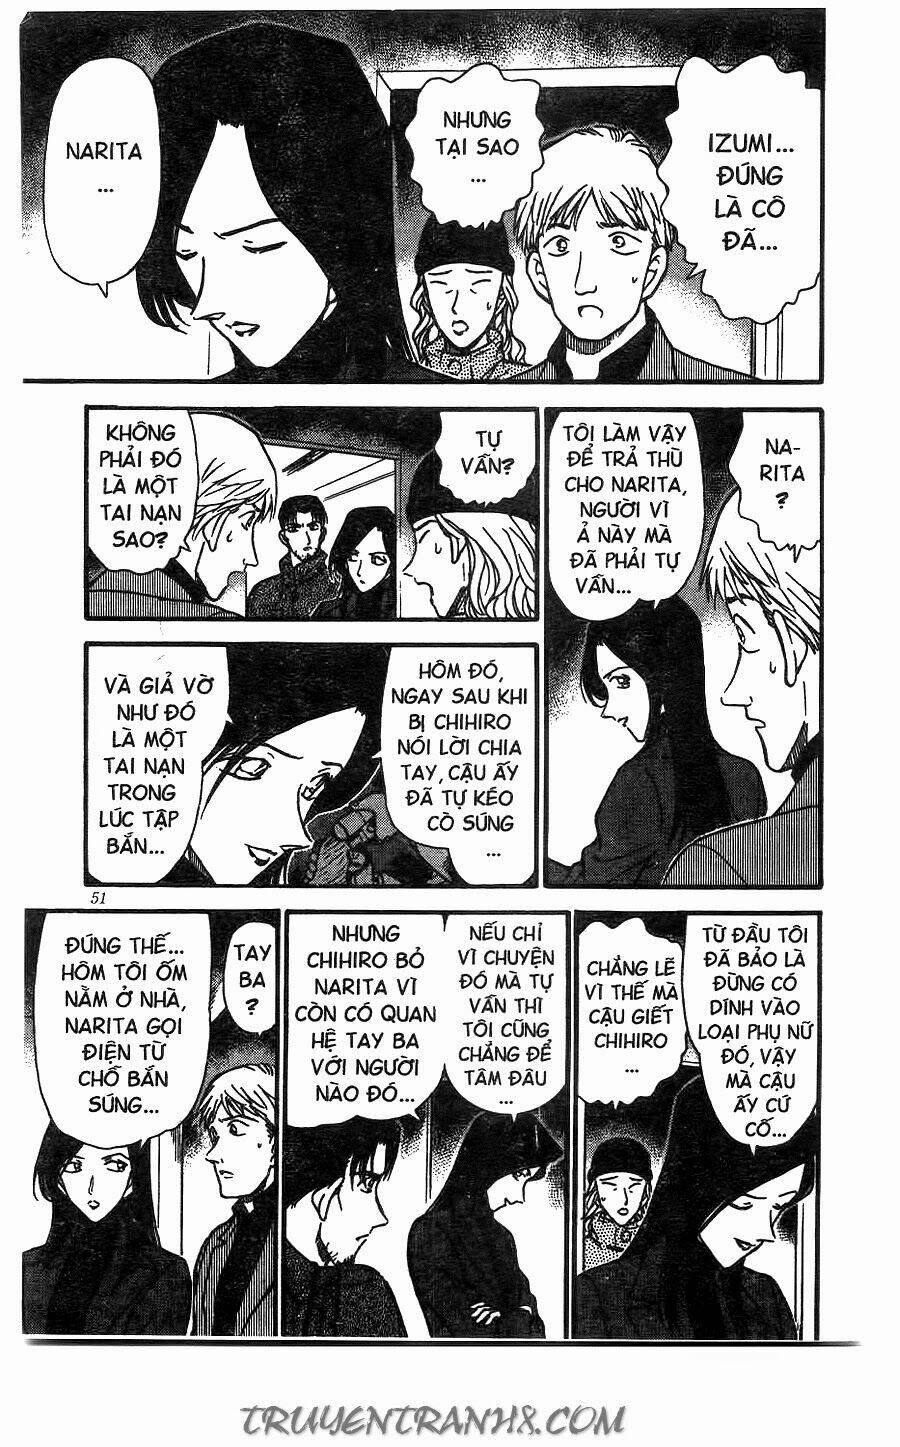 IZUMI...
ĐÚNG
LÀ CÔ
ĐÃ...
NHƯNG
TẠI SAO
...
NARITA
...
NA-
RITA
?
TÔI LÀM VẬY
ĐỂ TRẢ THÙ
CHO NARITA,
NGƯỜI VÌ
Ả NÀY MÀ
ĐÃ PHẢI TỰ
VẪN...
TỰ
VẪN?
KHÔNG
PHẢI ĐÓ
LÀ MỘT
TAI NẠN
SAO?
HÔM ĐÓ,
NGAY SAU KHI
BỊ CHIHIRO
NÓI LỜI CHIA
TAY, CẬU ẤY
ĐÃ TỰ KÉO
CÒ SÚNG
...
VÀ GIẢ VỜ
NHƯ ĐÓ
LÀ MỘT
TAI NẠN
TRONG
LÚC TẬP
BẮN...
51
TỪ ĐẦU TÔI
ĐÃ BẢO LÀ
ĐỪNG CÓ
DÍNH VÀO
LOẠI PHỤ NỮ
ĐÓ, VẬY
MÀ CẬU
ẤY CỨ
CỐ...
CHẲNG LẼ
VÌ THẾ MÀ
CẬU GIẾT
CHIHIRO
...
NẾU CHỈ
VÌ CHUYỆN
ĐÓ MÀ TỰ
VẪN THÌ
TÔI CŨNG
CHẲNG ĐỂ
TÂM ĐÂU
...
NHƯNG
CHIHIRO BỎ
NARITA VÌ
CÒN CÓ QUAN
HỆ TAY BA
VỚI NGƯỜI
NÀO ĐÓ...
TAY
BA
?
ĐÚNG THẾ...
HÔM TÔI ỐM
NẰM Ở NHÀ,
NARITA GỌI
ĐIỆN TỪ
CHỖ BẮN
SÚNG...
TRUYENTRANH8.COM